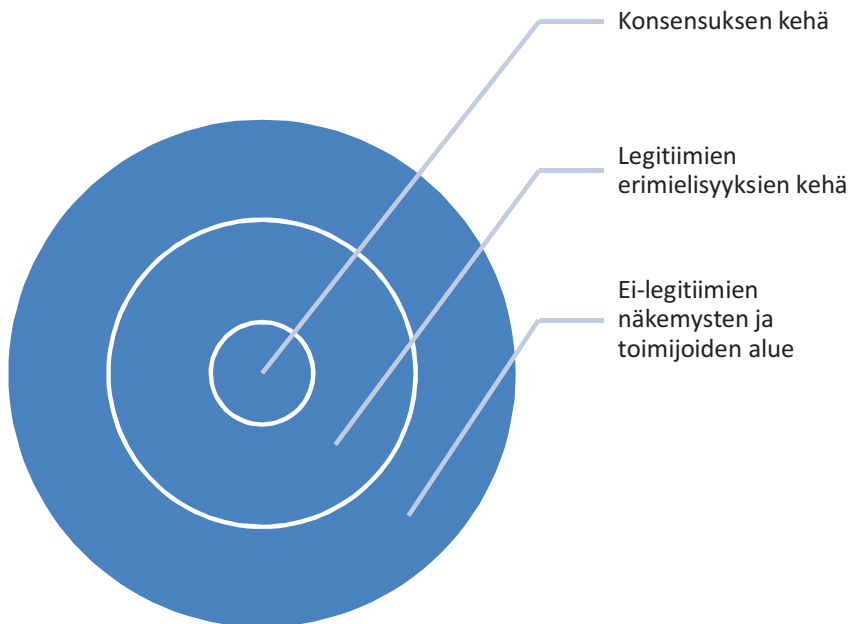 Konsensuksen kehä
Legitiimien
erimielisyyksien kehä
Ei-legitiimien
näkemysten ja
toimijoiden alue